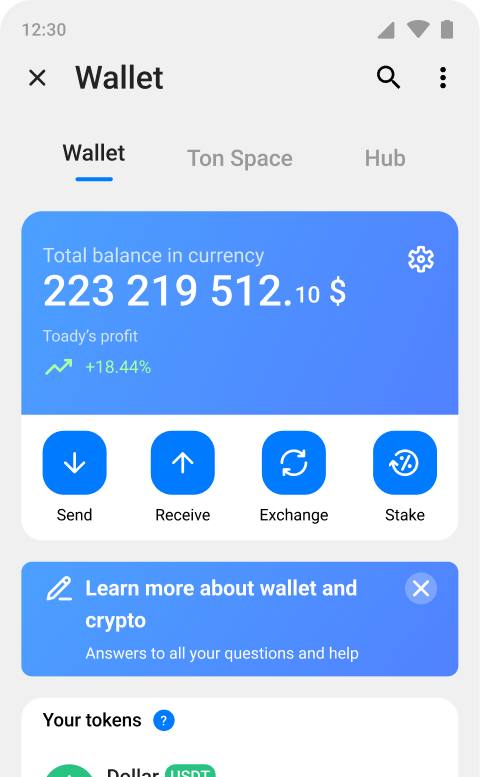 12:30
Wallet
Wallet
Ton Space
Hub
Total balance in currency
223 219 512.10 $
Toady's profit
+18.44%
Send
Receive
Exchange
Stake
Learn more about wallet and
crypto
Answers to all your questions and help
Your tokens ?
Dollar USDT